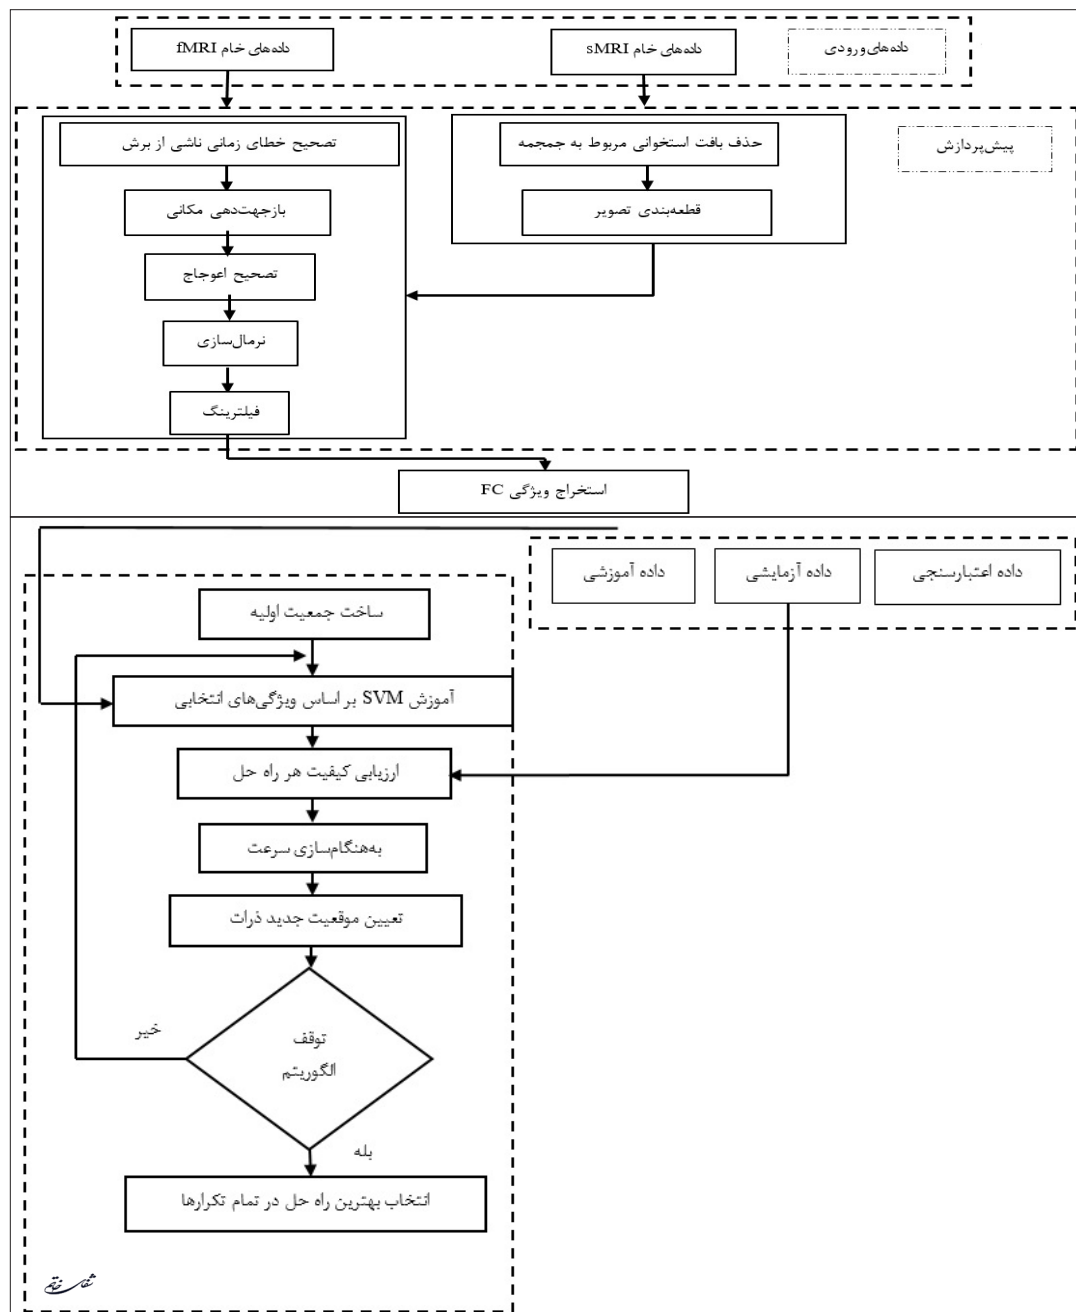 داده‌های ورودی
داده‌های خام sMRI
داده‌های خام fMRI
پیش‌پردازش
حذف بافت استخوانی مربوط به جمجمه
قطعه‌بندی تصویر
تصحیح خطای زمانی ناشی از برش
بازجهت‌دهی مکانی
تصحیح اعوجاج
نرمال‌سازی
فیلترینگ
استخراج ویژگی FC
داده اعتبارسنجی
داده آزمایشی
داده آموزشی
ساخت جمعیت اولیه
آموزش SVM بر اساس ویژگی‌های انتخابی
ارزیابی کیفیت هر راه حل
به‌هنگام‌سازی سرعت
تعیین موقعیت جدید ذرات
توقف
الگوریتم
خیر
بله
انتخاب بهترین راه حل در تمام تکرارها
شفای خاتم